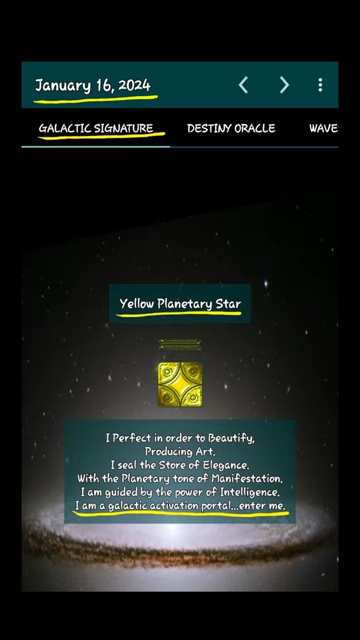 January 16, 2024
GALACTIC SIGNATURE
DESTINY ORACLE
WAVE
Yellow Planetary Star
I Perfect in order to Beautify,
Producing Art.
I seal the Store of Elegance.
With the Planetary tone of Manifestation.
I am guided by the power of Intelligence.
I am a galactic activation portal...enter me.